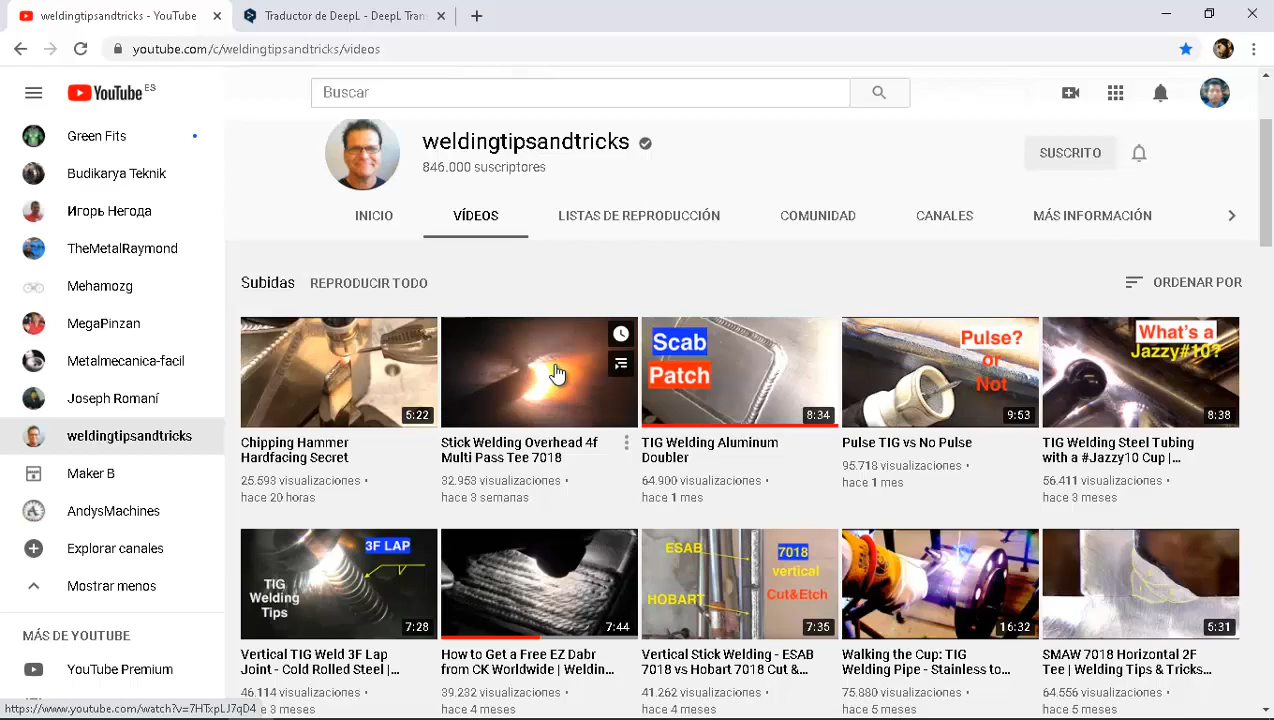 weldingtipsandtricks - YouTube
Traductor de DeepL - DeepL Tran
youtube.com/c/weldingtipsandtricks/videos
YouTube ES
Buscar
Green Fits
Budikarya Teknik
Игорь Негода
TheMetalRaymond
Mehamozg
MegaPinzan
Metalmecanica-facil
Joseph Romaní
weldingtipsandtricks
Maker B
AndysMachines
Explorar canales
Mostrar menos
MÁS DE YOUTUBE
YouTube Premium
weldingtipsandtricks
846.000 suscriptores
SUSCRITO
INICIO
VÍDEOS
LISTAS DE REPRODUCCIÓN
COMUNIDAD
CANALES
MÁS INFORMACIÓN
Subidas
REPRODUCIR TODO
ORDENAR POR
5:22
Chipping Hammer
Hardfacing Secret
25.593 visualizaciones •
hace 20 horas
Stick Welding Overhead 4f
Multi Pass Tee 7018
32.953 visualizaciones •
hace 3 semanas
Scab
Patch
8:34
TIG Welding Aluminum
Doubler
64.900 visualizaciones •
hace 1 mes
Pulse?
or
Not
9:53
Pulse TIG vs No Pulse
95.718 visualizaciones •
hace 1 mes
What's a
Jazzy#10?
8:38
TIG Welding Steel Tubing
with a #Jazzy10 Cup |...
56.411 visualizaciones •
hace 3 meses
3F LAP
TIG
Welding
Tips
7:28
Vertical TIG Weld 3F Lap
Joint - Cold Rolled Steel |...
46.114 visualizaciones •
hace 3 meses
7:44
How to Get a Free EZ Dabr
from CK Worldwide | Weldin...
39.232 visualizaciones •
hace 4 meses
ESAB
HOBART
7018
vertical
Cut&Etch
7:35
Vertical Stick Welding - ESAB
7018 vs Hobart 7018 Cut &...
41.262 visualizaciones •
hace 4 meses
16:32
Walking the Cup: TIG
Welding Pipe - Stainless to...
75.880 visualizaciones •
hace 5 meses
5:31
SMAW 7018 Horizontal 2F
Tee | Welding Tips & Tricks...
64.556 visualizaciones •
hace 5 meses
https://www.youtube.com/watch?v=7HTxpLJ7qD4